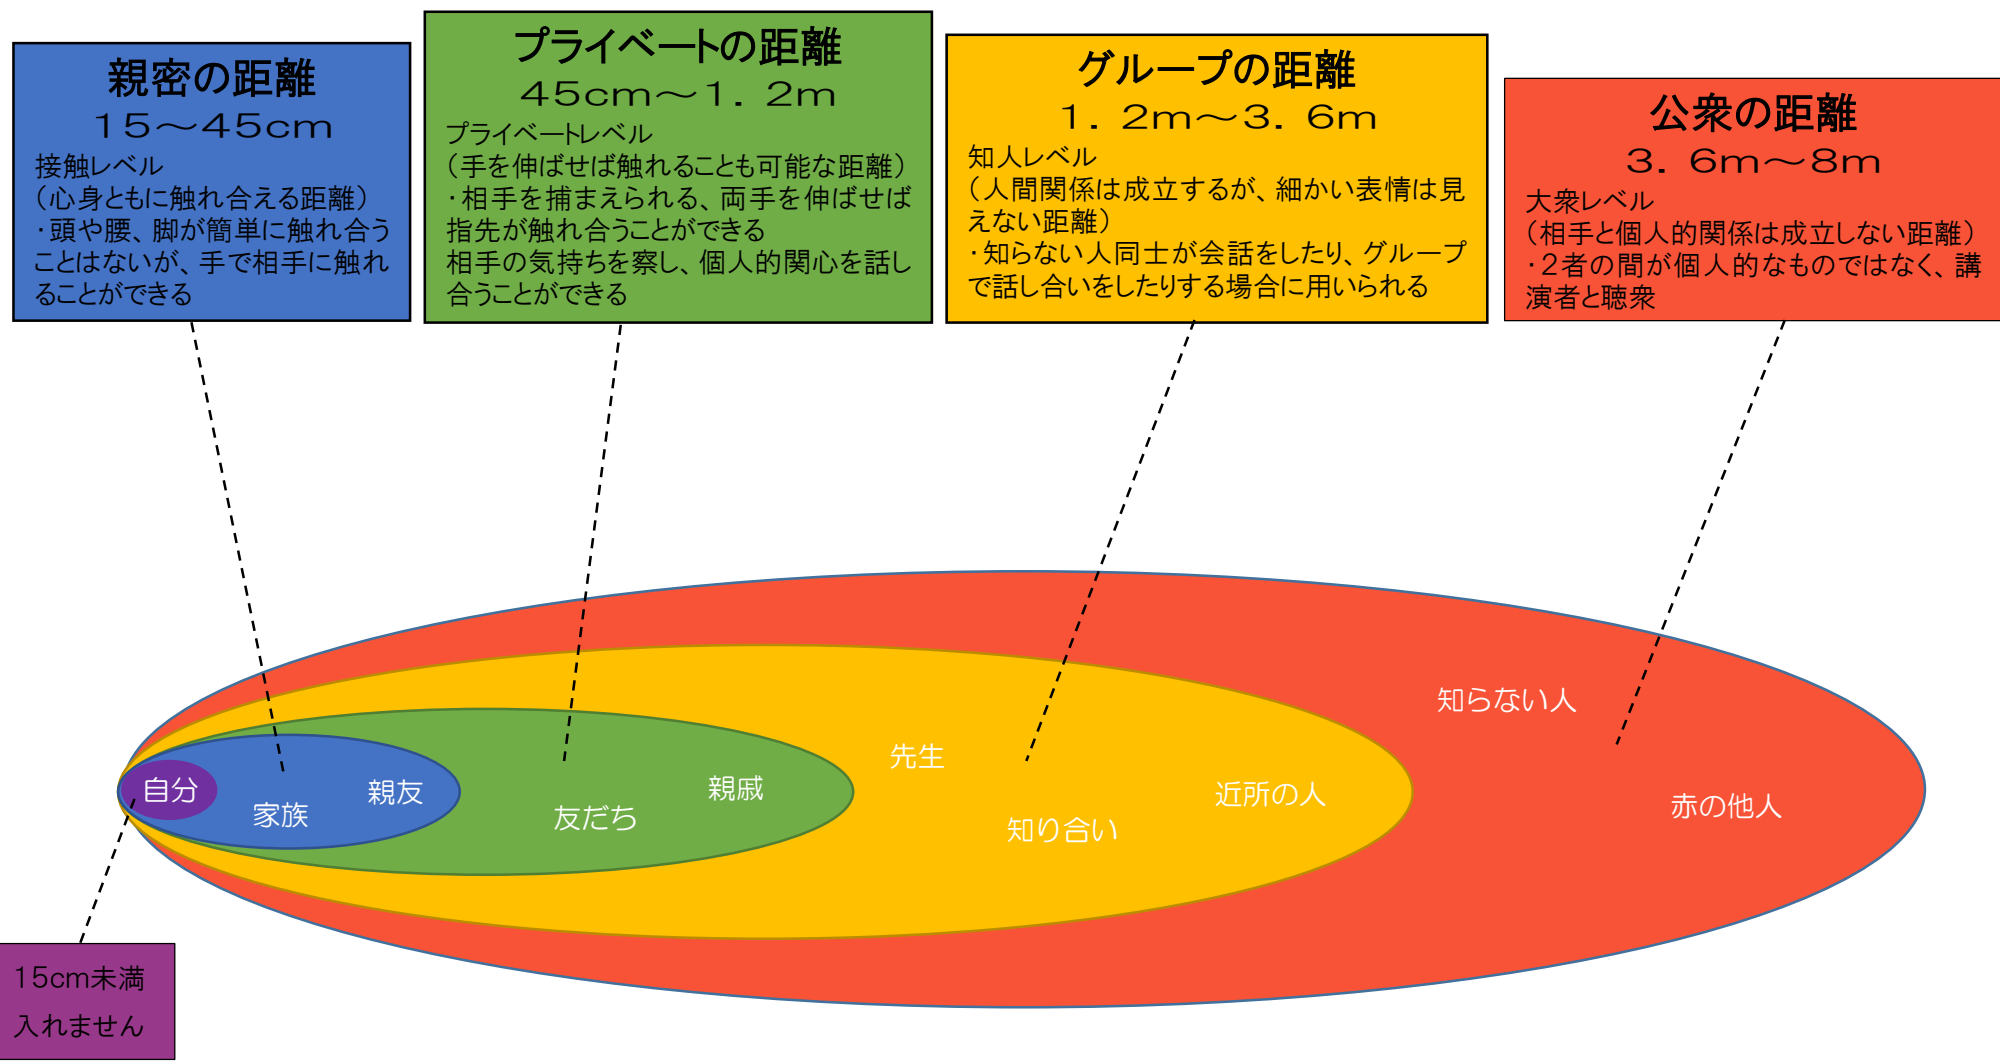 親密の距離
15～45cm
接触レベル
（心身ともに触れ合える距離）
・頭や腰、脚が簡単に触れ合う
ことはないが、手で相手に触れ
ることができる
プライベートの距離
45cm～1．2m
プライベートレベル
（手を伸ばせば触れることも可能な距離）
・相手を捕まえられる、両手を伸ばせば
指先が触れ合うことができる
相手の気持ちを察し、個人的関心を話し
合うことができる
グループの距離
1．2m～3．6m
知人レベル
（人間関係は成立するが、細かい表情は見
えない距離）
・知らない人同士が会話をしたり、グループ
で話し合いをしたりする場合に用いられる
公衆の距離
3．6m～8m
大衆レベル
（相手と個人的関係は成立しない距離）
・2者の間が個人的なものではなく、講
演者と聴衆
自分
家族
親友
友だち
親戚
先生
知り合い
近所の人
知らない人
赤の他人
15cm未満
入れません